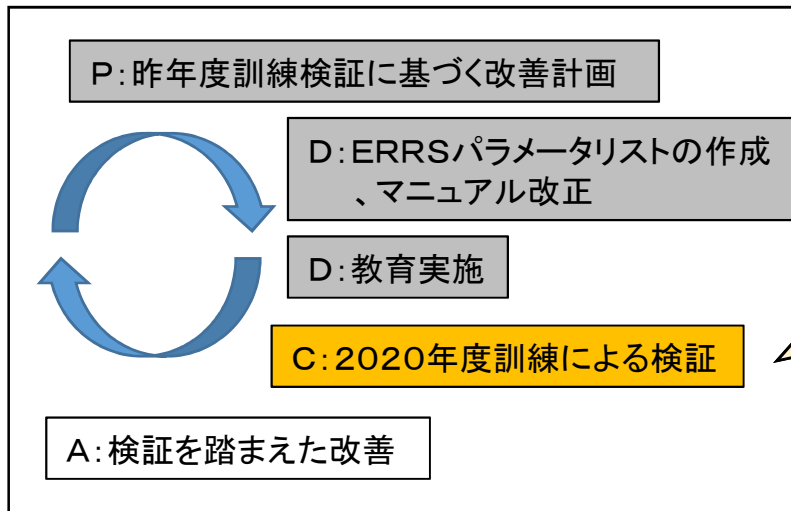 P:昨年度訓練検証に基づく改善計画
D:ERRSパラメータリストの作成
、マニュアル改正
D:教育実施
C:2020年度訓練による検証
A:検証を踏まえた改善